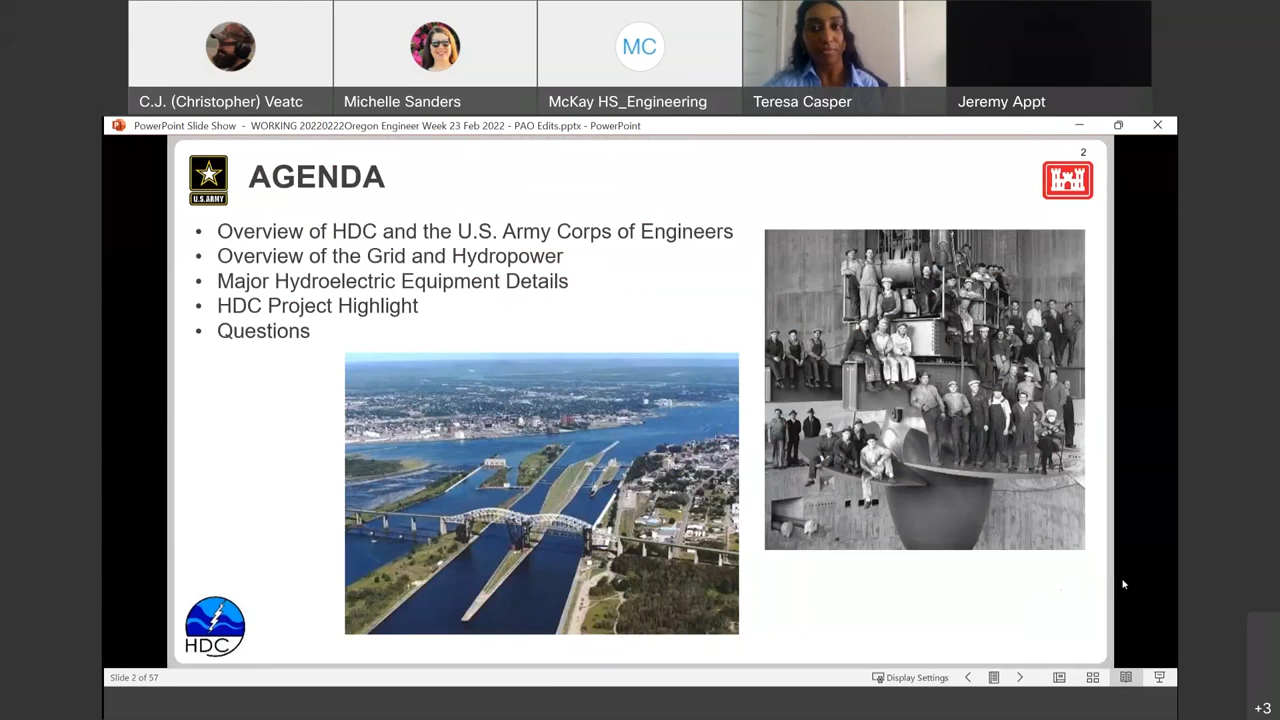 MC
C.J. (Christopher) Veatc
Michelle Sanders
McKay HS_Engineering
Teresa Casper
Jeremy Appt
PowerPoint Slide Show - WORKING 20220222Oregon Engineer Week 23 Feb 2022 - PAO Edits.pptx - PowerPoint
2
U.S.ARMY
AGENDA
• Overview of HDC and the U.S. Army Corps of Engineers
• Overview of the Grid and Hydropower
• Major Hydroelectric Equipment Details
• HDC Project Highlight
• Questions
HDC
Slide 2 of 57
Display Settings
+3